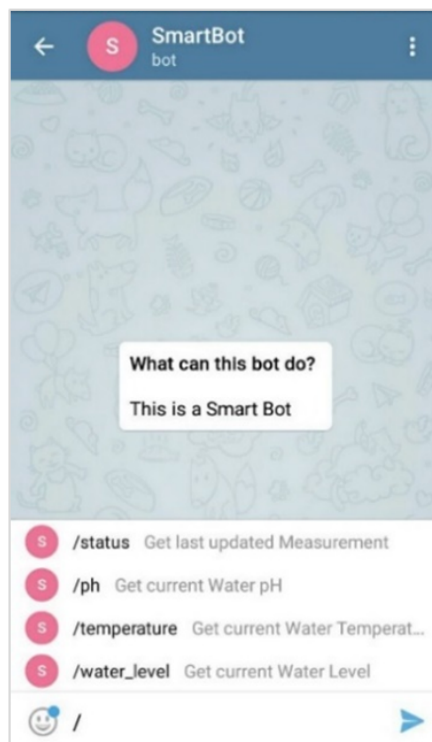 SmartBot
S
bot
What can this bot do?
This is a Smart Bot
S /status Get last updated Measurement
S /ph Get current Water pH
S /temperature Get current Water Temperat...
S /water_level Get current Water Level
/